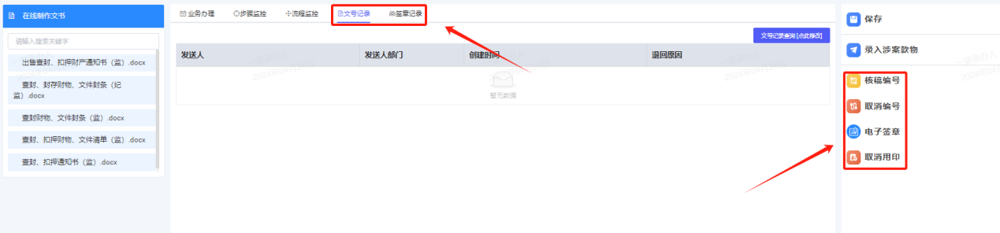 在线制作文书
请输入搜索关键字
出售查封、扣押财产通知书（监）.docx
查封、封存财物、文件封条（纪
监）.docx
查封财物、文件封条（监）.docx
查封、扣押财物、文件清单（监）.docx
查封、扣押通知书（监）.docx
业务办理 步骤监控 流程监控 文号记录 签章记录
文号记录查询[点此修改]
发送人 发送人部门 创建时间 退回原因
暂无数据
保存
录入涉案款物
核稿编号
取消编号
电子签章
取消用印